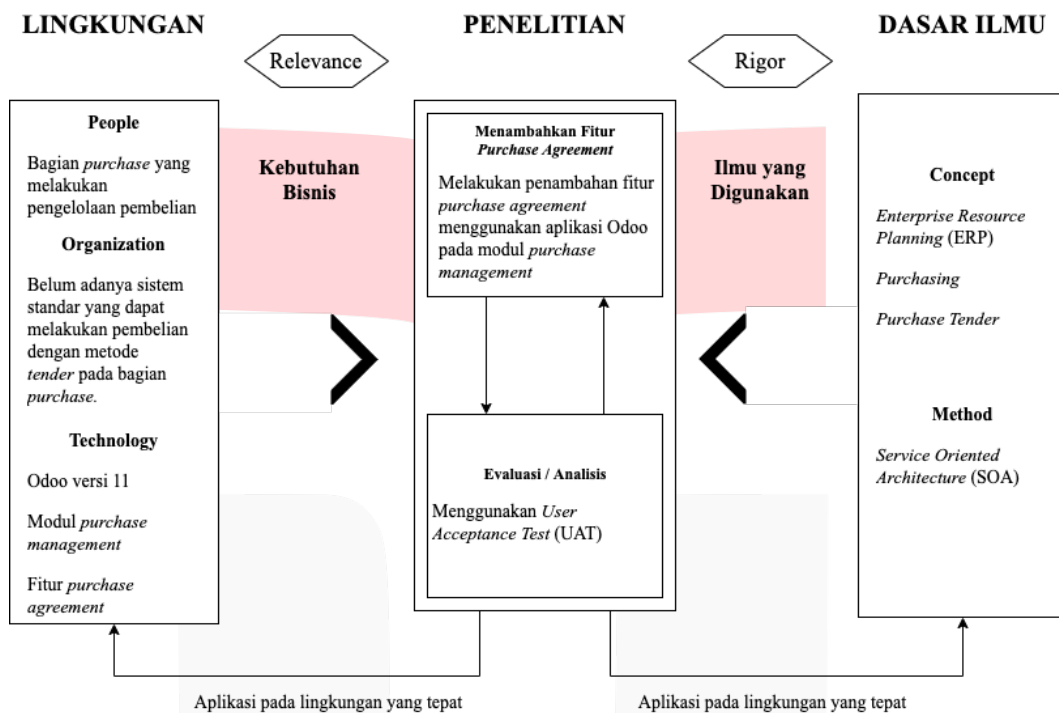 LINGKUNGAN
PENELITIAN
DASAR ILMU
Relevance
Rigor
People
Bagian purchase yang
melakukan
pengelolaan pembelian
Organization
Belum adanya sistem
standar yang dapat
melakukan pembelian
dengan metode
tender pada bagian
purchase.
Technology
Odoo versi 11
Modul purchase
management
Fitur purchase
agreement
Kebutuhan
Bisnis
Menambahkan Fitur
Purchase Agreement
Melakukan penambahan fitur
purchase agreement
menggunakan aplikasi Odoo
pada modul purchase
management
Evaluasi / Analisis
Menggunakan User
Acceptance Test (UAT)
Ilmu yang
Digunakan
Concept
Enterprise Resource
Planning (ERP)
Purchasing
Purchase Tender
Method
Service Oriented
Architecture (SOA)
Aplikasi pada lingkungan yang tepat
Aplikasi pada lingkungan yang tepat